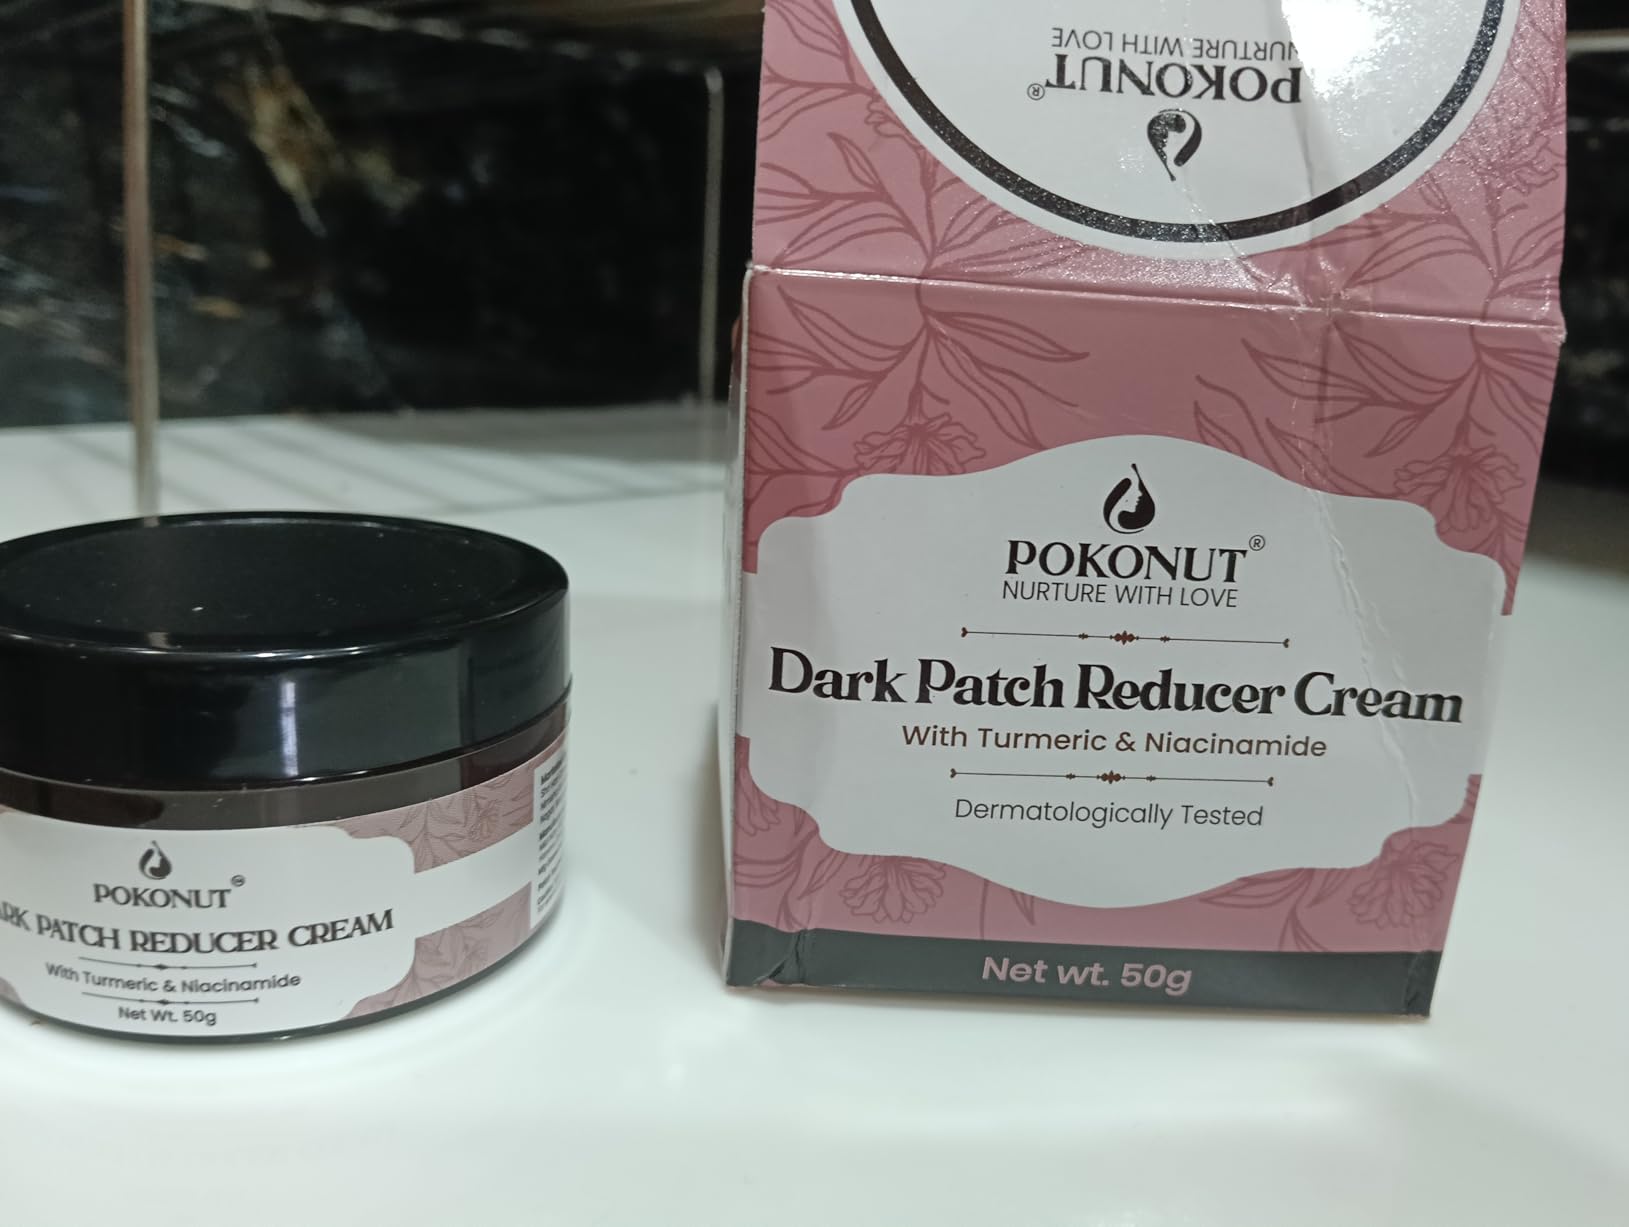 NURTURE WITH LOVE
POKONUT®
POKONUT®
NURTURE WITH LOVE
Dark Patch Reducer Cream
With Turmeric & Niacinamide
Dermatologically Tested
Net wt. 50g
POKONUT
PATCH REDUCER CREAM
With Turmeric & Niacinamide
Net Wt. 50g